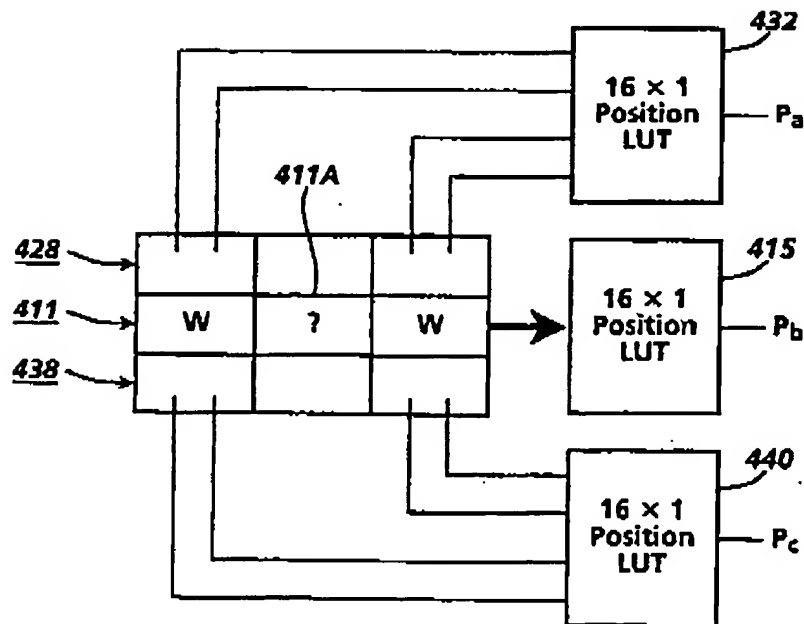 432
16 × 1
Position
LUT
Pa
411A
428
411
W
?
W
438
415
16 × 1
Position
LUT
Pb
440
16 × 1
Position
LUT
Pc